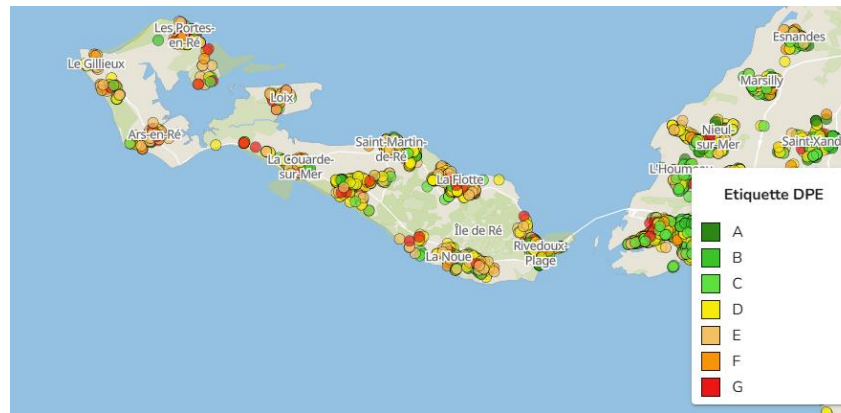 Les Portes-
en-Ré
Esnandes
Le Gillieux
Marsilly
Loix
Ars-en-Ré
Saint-Martin-
de-Ré
Nieul-
sur-Mer
Saint-Xand
La Couarde-
sur-Mer
L'Houmeau
La Flotte
Île de Ré
Rivedoux-
Plage
La Noue
Etiquette DPE
A
B
C
D
E
F
G